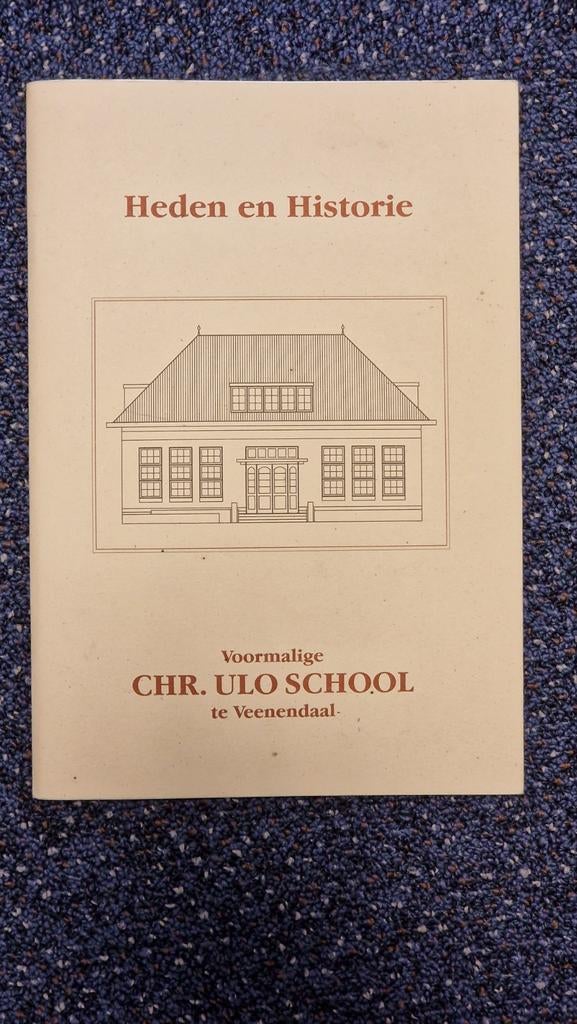 Heden en Historie
Voormalige
CHR. ULO SCHOOL
te Veenendaal